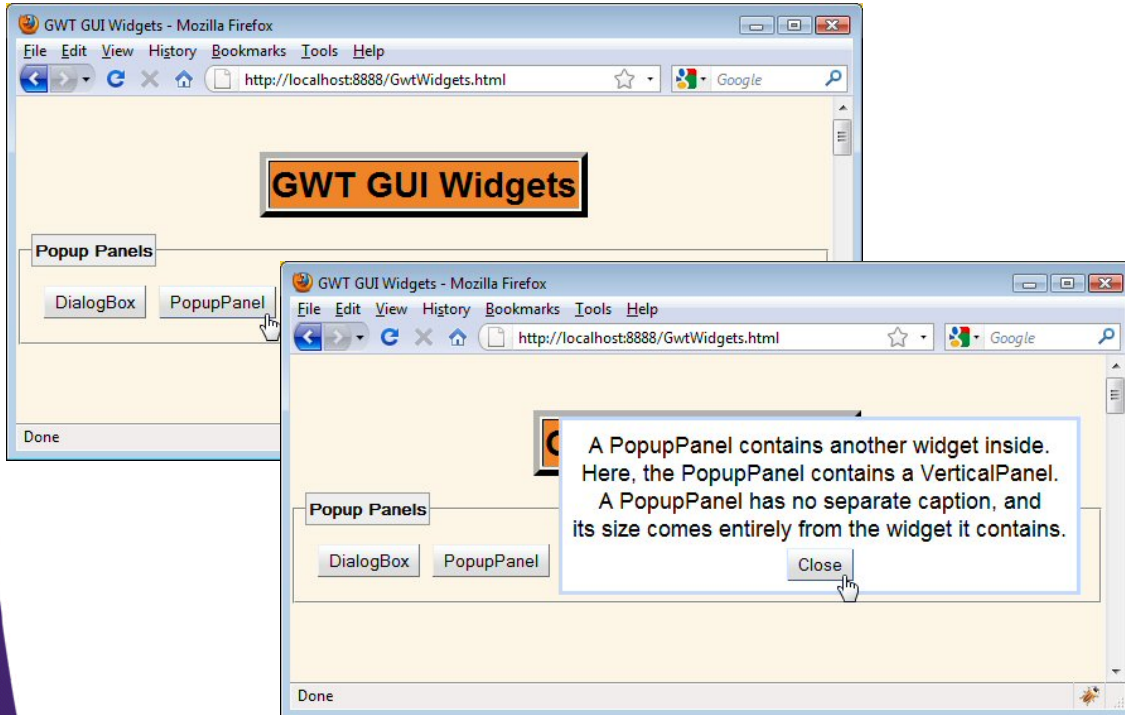 GWT GUI Widgets - Mozilla Firefox
File Edit View History Bookmarks Tools Help
http://localhost:8888/GwtWidgets.html Google
GWT GUI Widgets
Popup Panels
DialogBox PopupPanel
Done
GWT GUI Widgets - Mozilla Firefox
File Edit View History Bookmarks Tools Help
http://localhost:8888/GwtWidgets.html Google
A PopupPanel contains another widget inside.
Here, the PopupPanel contains a VerticalPanel.
A PopupPanel has no separate caption, and
its size comes entirely from the widget it contains.
Close
Popup Panels
DialogBox PopupPanel
Done